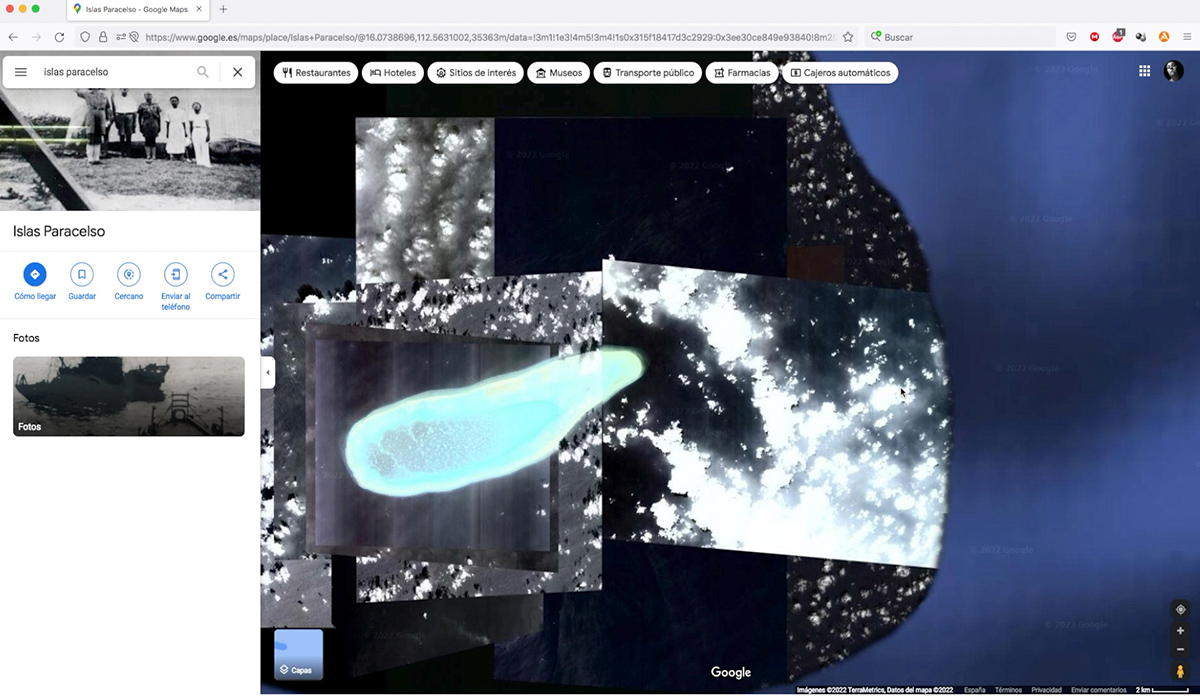 Islas Paracelso - Google Maps
https://www.google.es/maps/place/Islas+Paracelso/@16.0738696,112.5631002,35363m/data=!3m1!1e3!4m5!3m4!1s0x315f18417d3c2929:0x3ee30ce849e93840!8m2
Buscar
islas paracelso
Restaurantes
Hoteles
Sitios de interés
Museos
Transporte público
Farmacias
Cajeros automáticos
© 2022 Google
© 2022 Google
© 2022 Google
© 2022 Google
Islas Paracelso
Cómo llegar
Guardar
Cercano
Enviar al
teléfono
Compartir
Fotos
Fotos
© 2022 Google
© 2022 Google
© 2022 Google
© 2022 Google
Capas
Google
Imágenes ©2022 TerraMetrics, Datos del mapa ©2022
España
Términos
Privacidad
Enviar comentarios
2 km